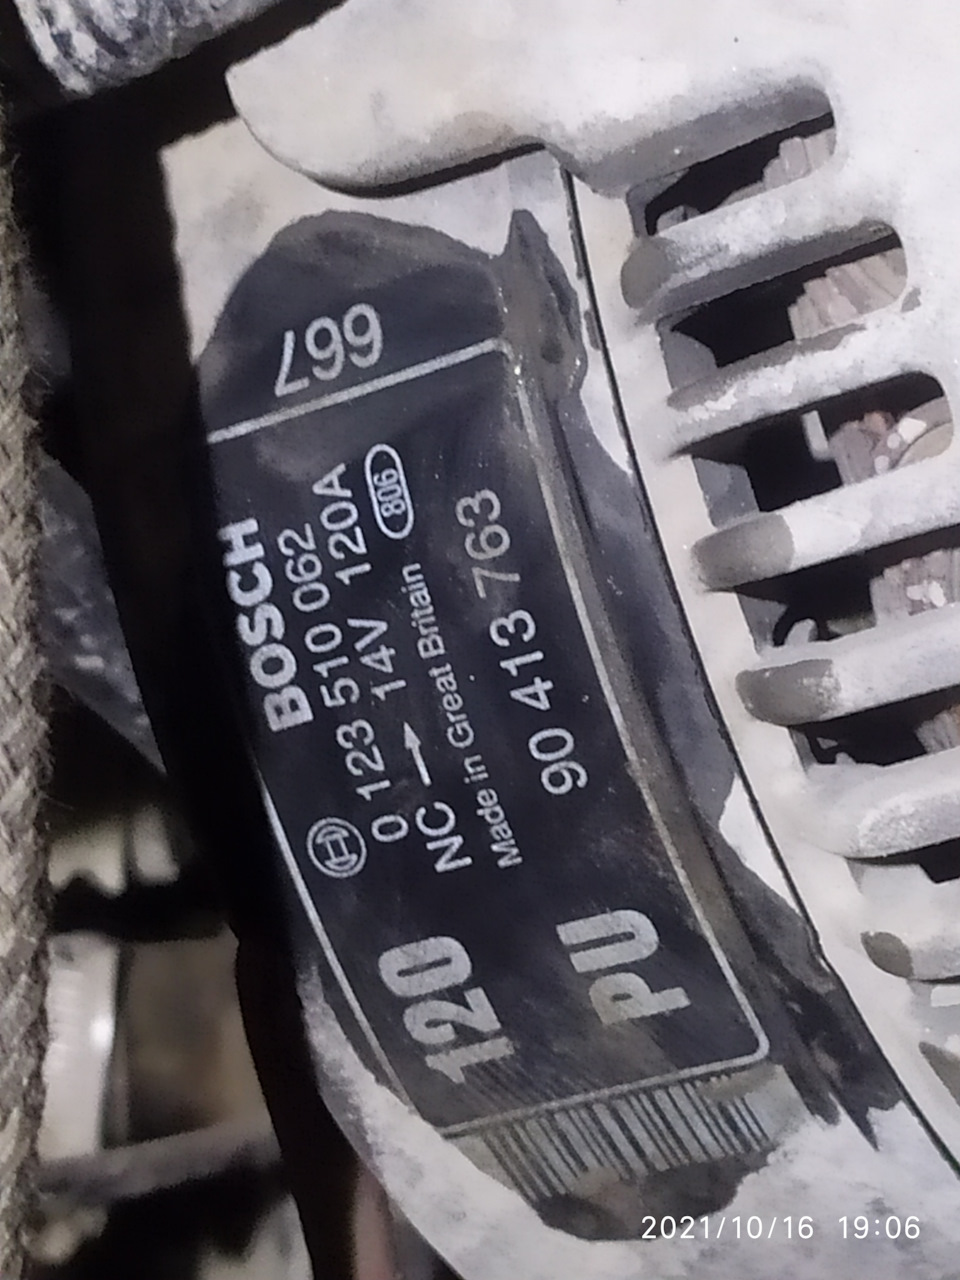 667
BOSCH
0 123 510 062
NC → 14V 120A
Made in Great Britain 806
90 413 763
120
PU
2021/10/16 19:06